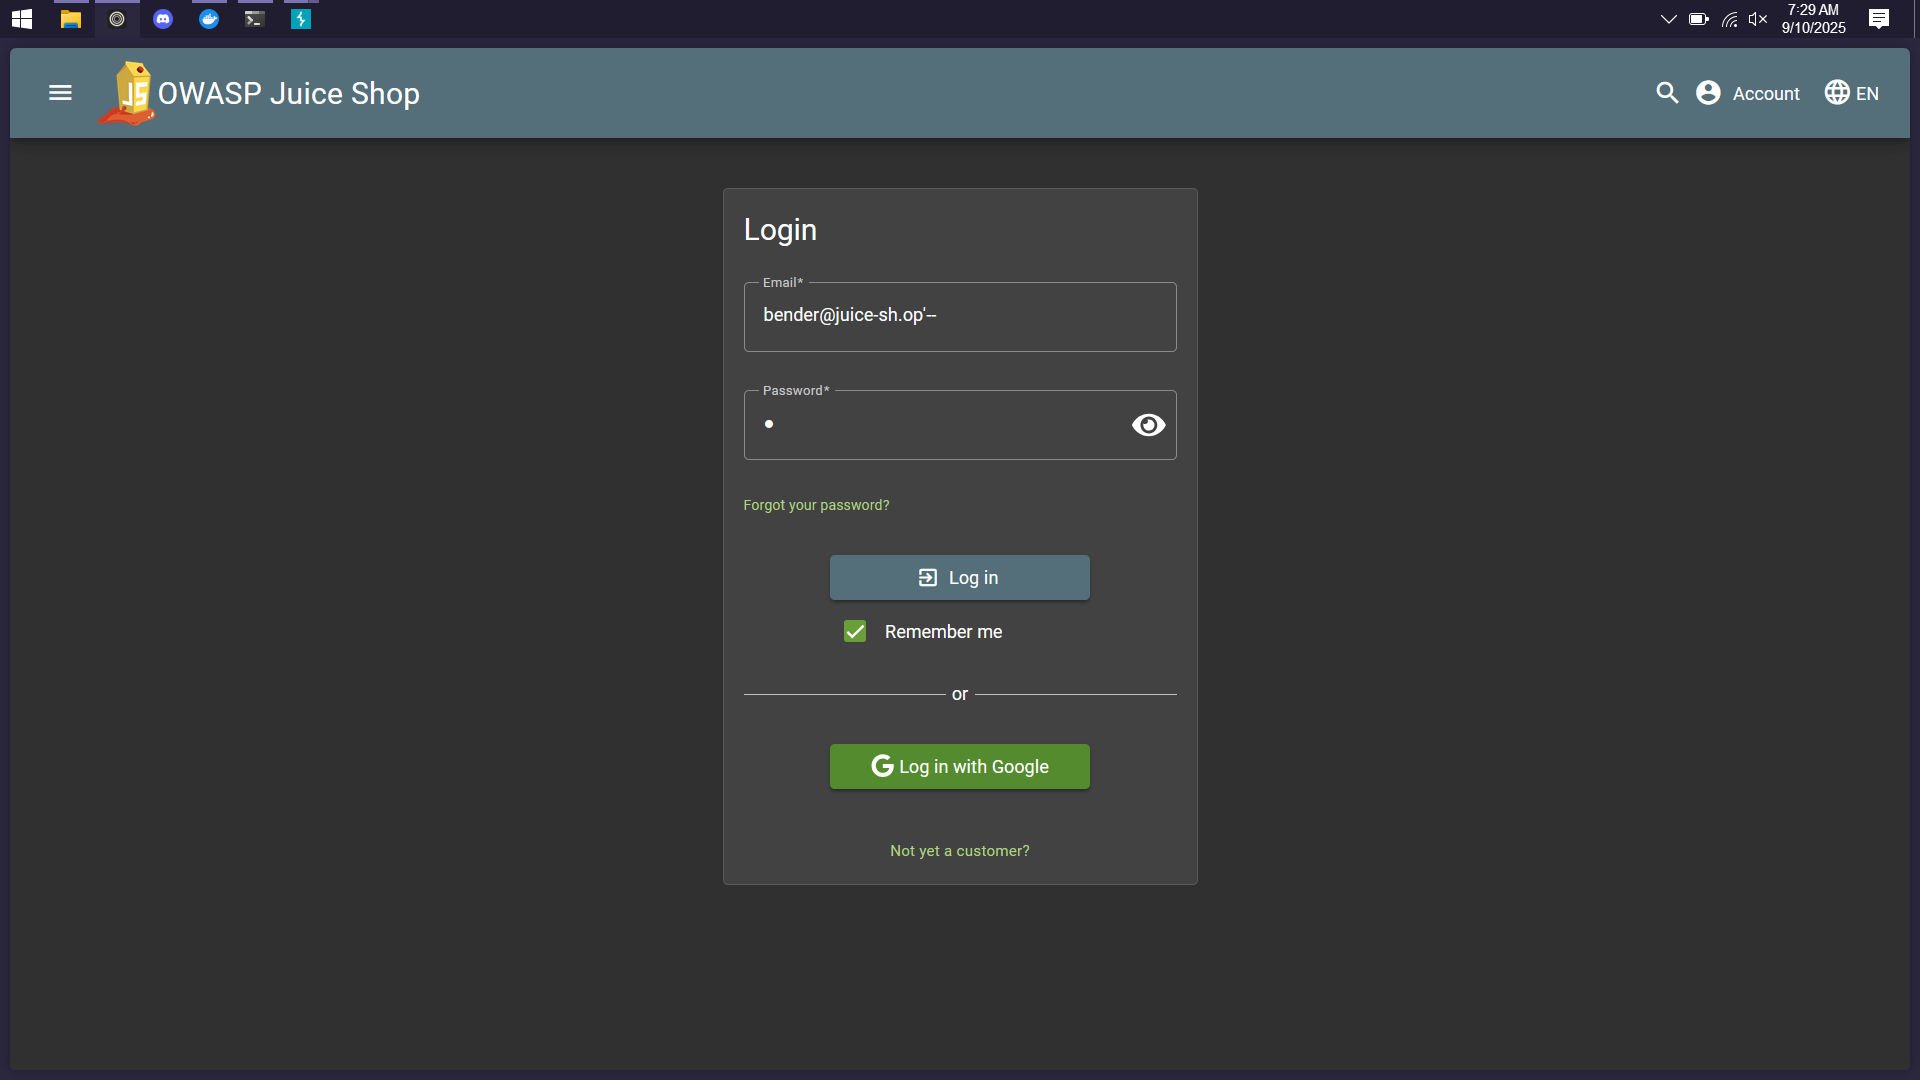 7:29 AM
9/10/2025
JS
OWASP Juice Shop
Account
EN
Login
Email*
bender@juice-sh.op'--
Password*
Forgot your password?
Log in
Remember me
or
G Log in with Google
Not yet a customer?